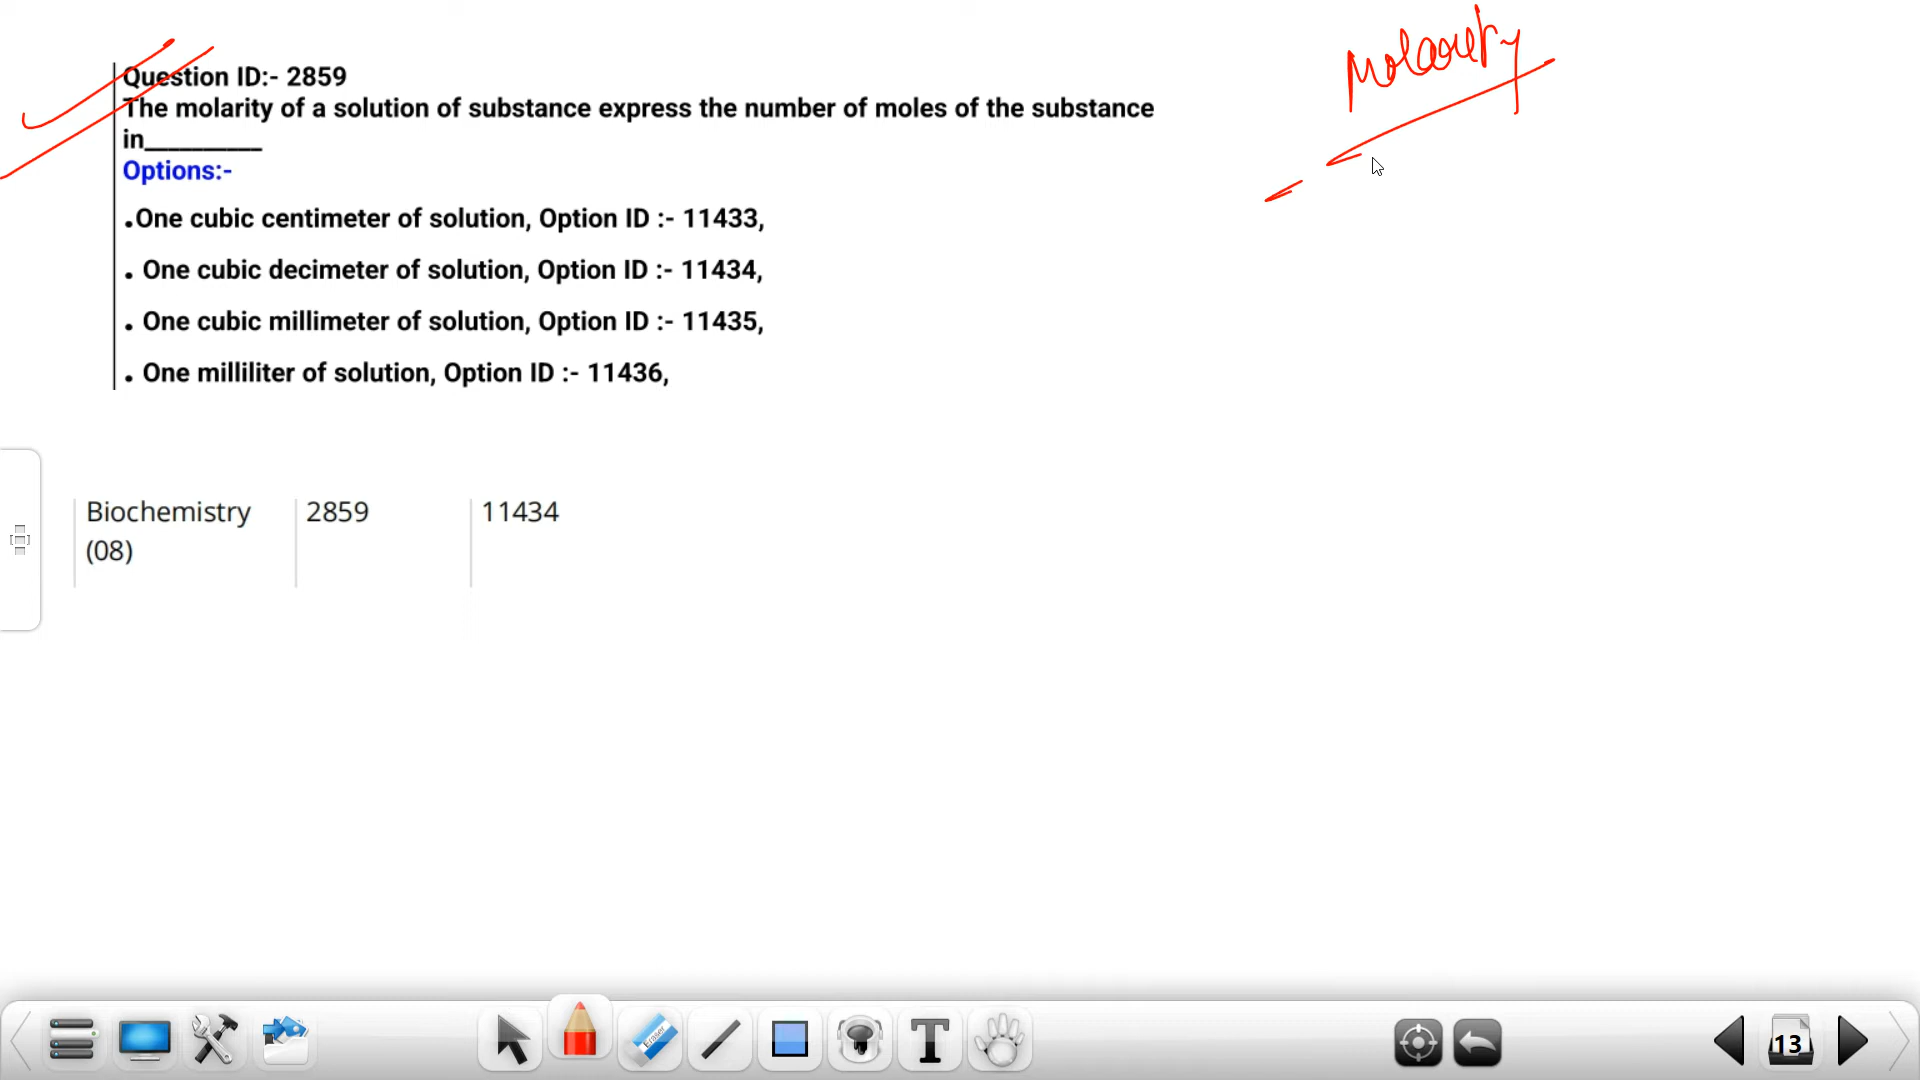 Question ID:- 2859
The molarity of a solution of substance express the number of moles of the substance
in__________
Options:-
.One cubic centimeter of solution, Option ID :- 11433,
. One cubic decimeter of solution, Option ID :- 11434,
. One cubic millimeter of solution, Option ID :- 11435,
. One milliliter of solution, Option ID :- 11436,
Biochemistry 2859 11434
(08)
Eraser
T
13